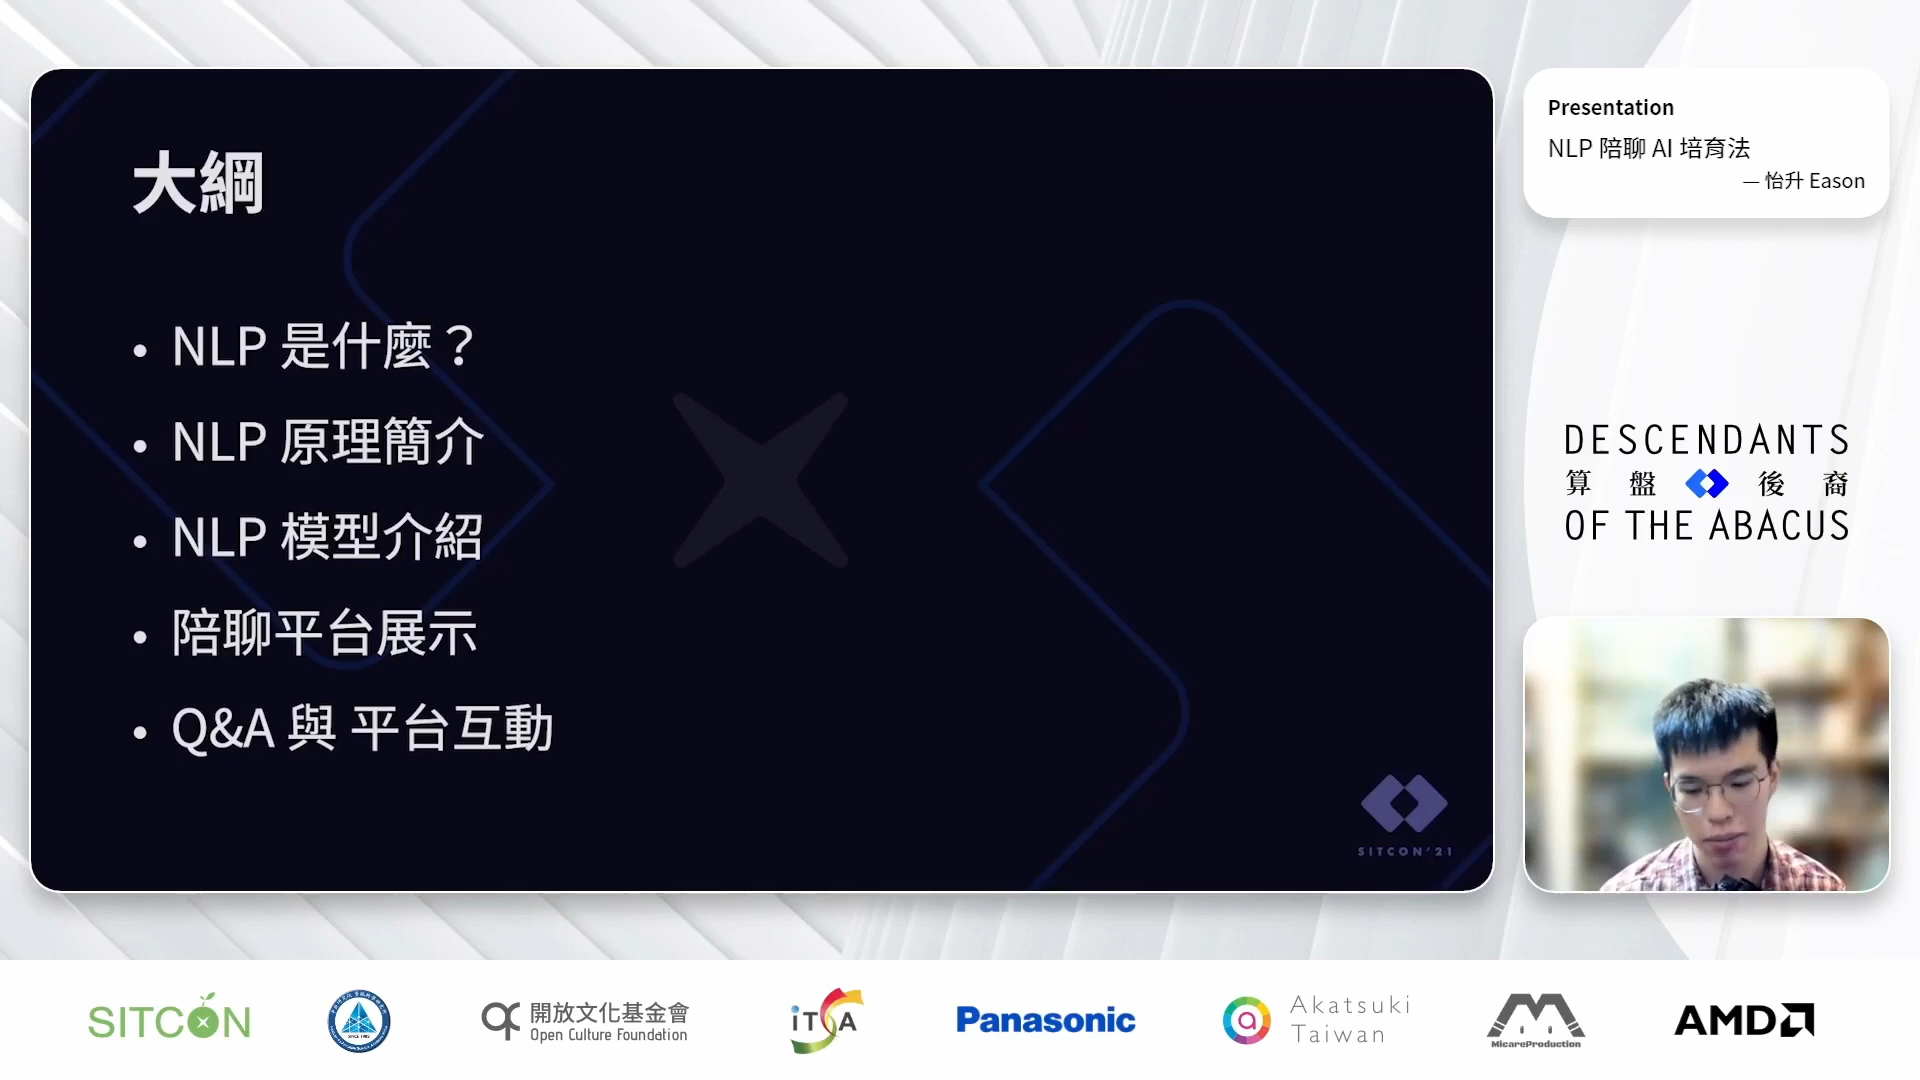 大綱
• NLP 是什麼？
• NLP 原理簡介
• NLP 模型介紹
• 陪聊平台展示
• Q&A 與 平台互動
SITCON'21
Presentation
NLP 陪聊 AI 培育法
— 怡升 Eason
DESCENDANTS
算盤後裔
OF THE ABACUS
SITCON
開放文化基金會
Open Culture Foundation
iTSA
Panasonic
Akatsuki
Taiwan
MicareProduction
AMD